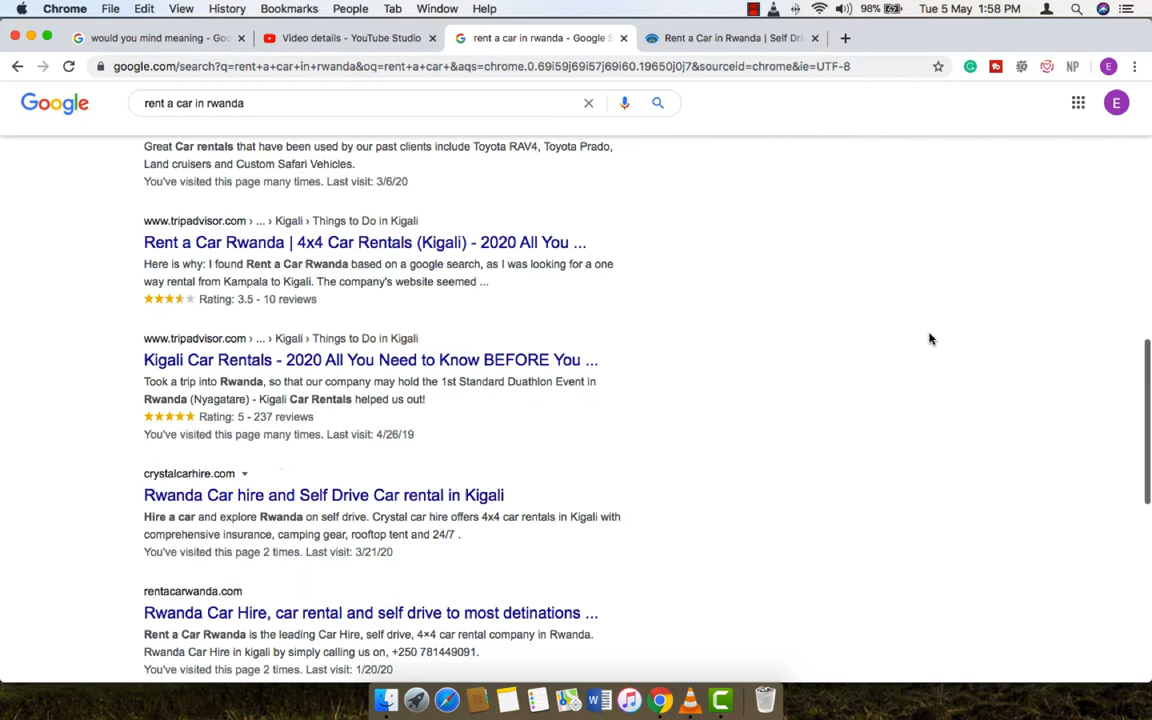 Chrome File Edit View History Bookmarks People Tab Window Help 98% Tue 5 May 1:58 PM
would you mind meaning - Goo Video details - YouTube Studio rent a car in rwanda - Google S Rent a Car in Rwanda | Self Dri
google.com/search?q=rent+a+car+in+rwanda&oq=rent+a+car+&aqs=chrome.0.69i59j69i57j69i60.19650j0j7&sourceid=chrome&ie=UTF-8 NP E
Google rent a car in rwanda E
Great Car rentals that have been used by our past clients include Toyota RAV4, Toyota Prado,
Land cruisers and Custom Safari Vehicles.
You've visited this page many times. Last visit: 3/6/20
www.tripadvisor.com › ... › Kigali › Things to Do in Kigali
Rent a Car Rwanda | 4x4 Car Rentals (Kigali) - 2020 All You ...
Here is why: I found Rent a Car Rwanda based on a google search, as I was looking for a one
way rental from Kampala to Kigali. The company's website seemed ...
Rating: 3.5 - 10 reviews
www.tripadvisor.com › ... › Kigali › Things to Do in Kigali
Kigali Car Rentals - 2020 All You Need to Know BEFORE You ...
Took a trip into Rwanda, so that our company may hold the 1st Standard Duathlon Event in
Rwanda (Nyagatare) - Kigali Car Rentals helped us out!
Rating: 5 - 237 reviews
You've visited this page many times. Last visit: 4/26/19
crystalcarhire.com
Rwanda Car hire and Self Drive Car rental in Kigali
Hire a car and explore Rwanda on self drive. Crystal car hire offers 4x4 car rentals in Kigali with
comprehensive insurance, camping gear, rooftop tent and 24/7 .
You've visited this page 2 times. Last visit: 3/21/20
rentacarwanda.com
Rwanda Car Hire, car rental and self drive to most detinations ...
Rent a Car Rwanda is the leading Car Hire, self drive, 4×4 car rental company in Rwanda.
Rwanda Car Hire in kigali by simply calling us on, +250 781449091.
You've visited this page 2 times. Last visit: 1/20/20